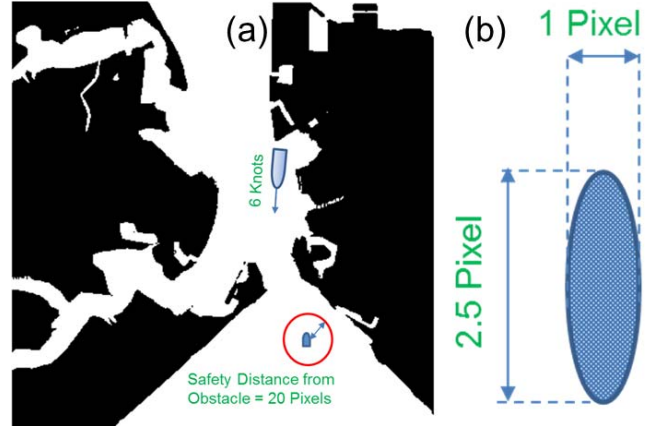 (a)
6 Knots
Safety Distance from
Obstacle = 20 Pixels
(b)
1 Pixel
2.5 Pixel